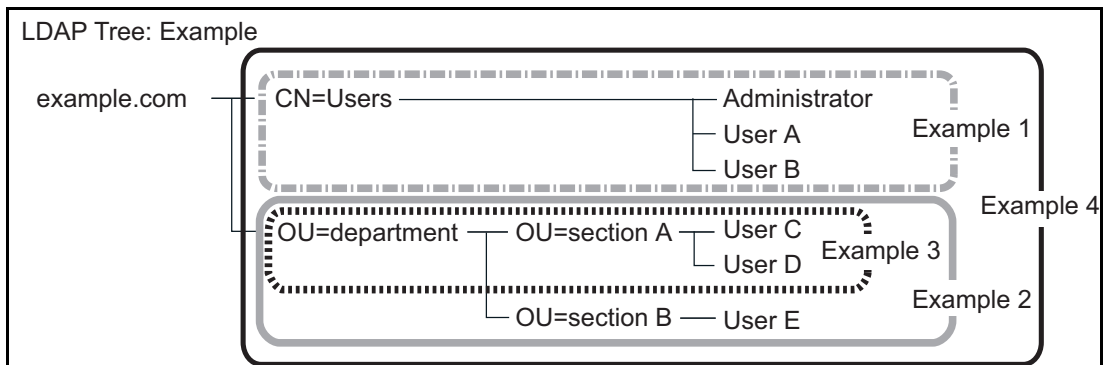 LDAP Tree: Example
example.com
CN=Users
Administrator
User A
Example 1
User B
Example 4
OU=department
OU=section A
User C
Example 3
User D
Example 2
OU=section B
User E